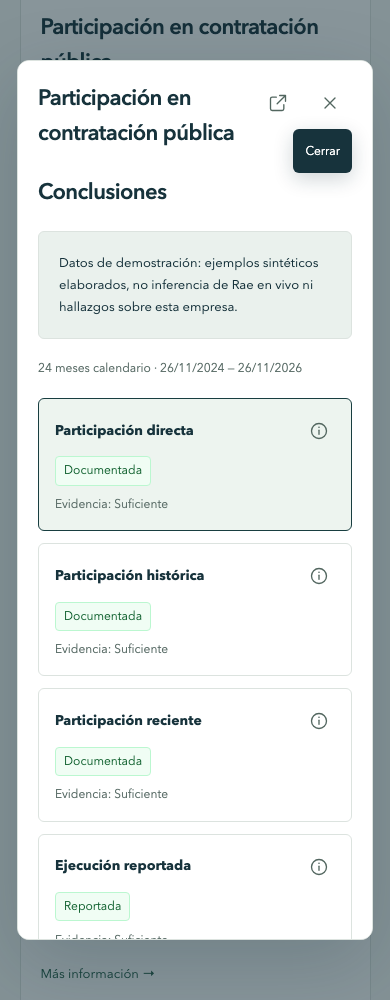 Participación en contratación
pública
Participación en
contratación pública
Cerrar
Conclusiones
Datos de demostración: ejemplos sintéticos
elaborados, no inferencia de Rae en vivo ni
hallazgos sobre esta empresa.
24 meses calendario · 26/11/2024 – 26/11/2026
Participación directa
Documentada
Evidencia: Suficiente
Participación histórica
Documentada
Evidencia: Suficiente
Participación reciente
Documentada
Evidencia: Suficiente
Ejecución reportada
Reportada
Evidencia: Suficiente
Más información →